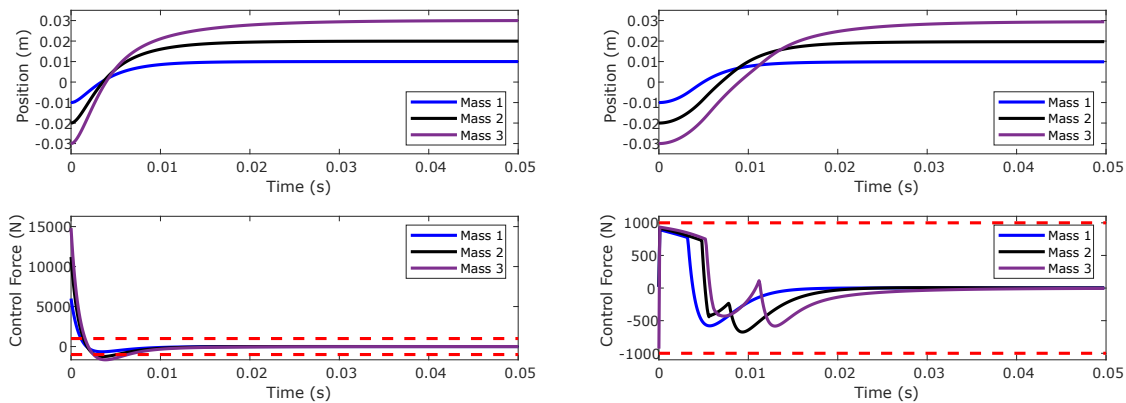 Position (m)
0.03
0.02
0.01
0
-0.01
-0.02
-0.03
Mass 1
Mass 2
Mass 3
0
0.01
0.02
0.03
0.04
0.05
Time (s)
Position (m)
0.03
0.02
0.01
0
-0.01
-0.02
-0.03
Mass 1
Mass 2
Mass 3
0
0.01
0.02
0.03
0.04
0.05
Time (s)
Control Force (N)
15000
10000
5000
0
Mass 1
Mass 2
Mass 3
0
0.01
0.02
0.03
0.04
0.05
Time (s)
Control Force (N)
1000
500
0
-500
-1000
Mass 1
Mass 2
Mass 3
0
0.01
0.02
0.03
0.04
0.05
Time (s)